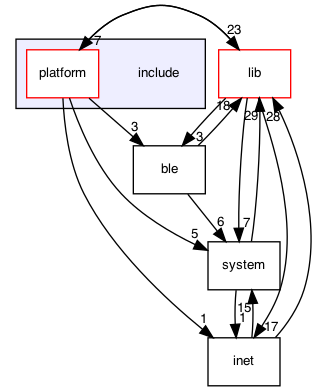 7 23
platform include lib
18
3 3 29 28
ble
6
5 7
system
15
1 1 17
inet